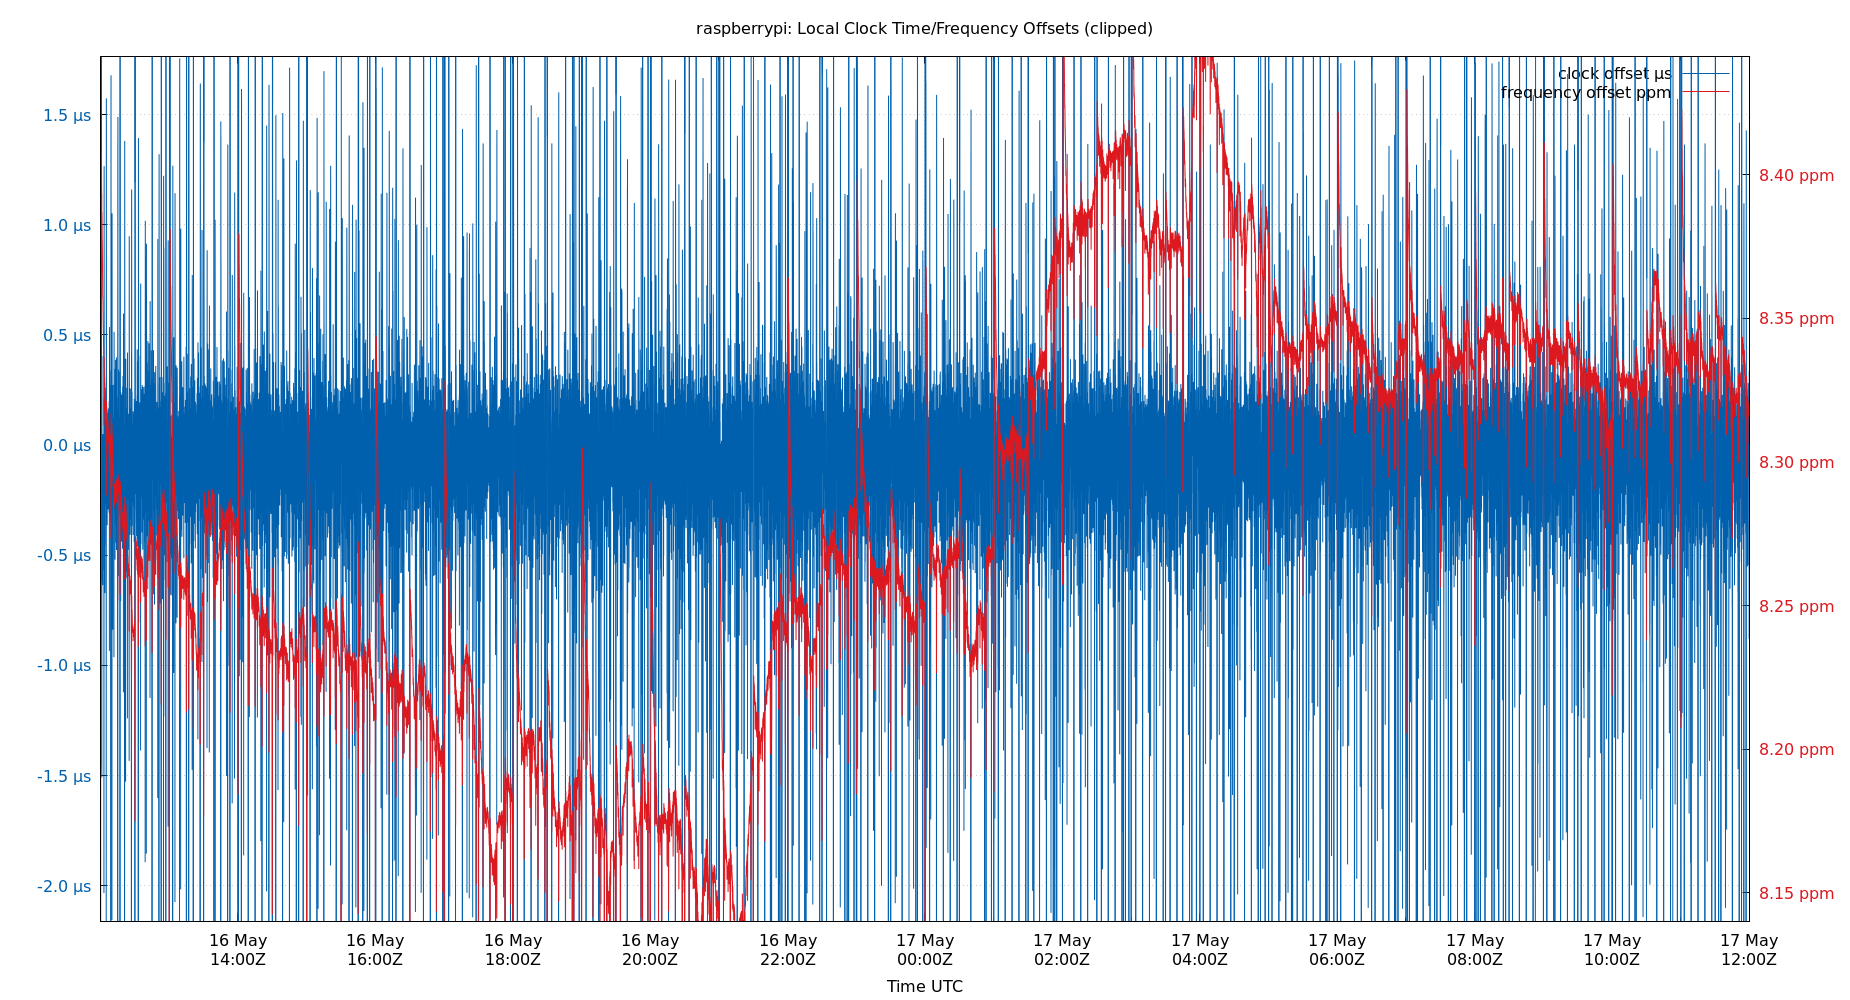 raspberrypi: Local Clock Time/Frequency Offsets (clipped)
clock offset µs
frequency offset ppm
1.5 µs
1.0 µs
0.5 µs
0.0 µs
-0.5 µs
-1.0 µs
-1.5 µs
-2.0 µs
8.40 ppm
8.35 ppm
8.30 ppm
8.25 ppm
8.20 ppm
8.15 ppm
16 May 16 May 16 May 16 May 16 May 17 May 17 May 17 May 17 May 17 May 17 May 17 May
14:00Z 16:00Z 18:00Z 20:00Z 22:00Z 00:00Z 02:00Z 04:00Z 06:00Z 08:00Z 10:00Z 12:00Z
Time UTC